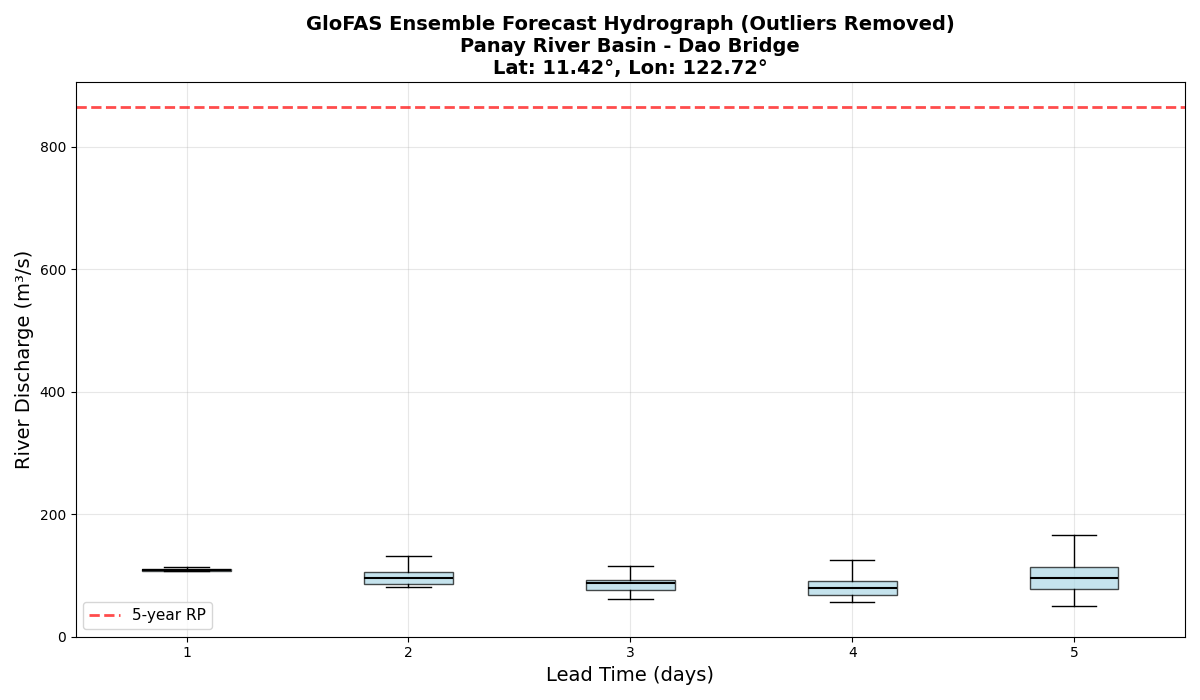 GloFAS Ensemble Forecast Hydrograph (Outliers Removed)
Panay River Basin - Dao Bridge
Lat: 11.42°, Lon: 122.72°
River Discharge (m³/s)
800
600
400
200
0
5-year RP
1 2 3 4 5
Lead Time (days)